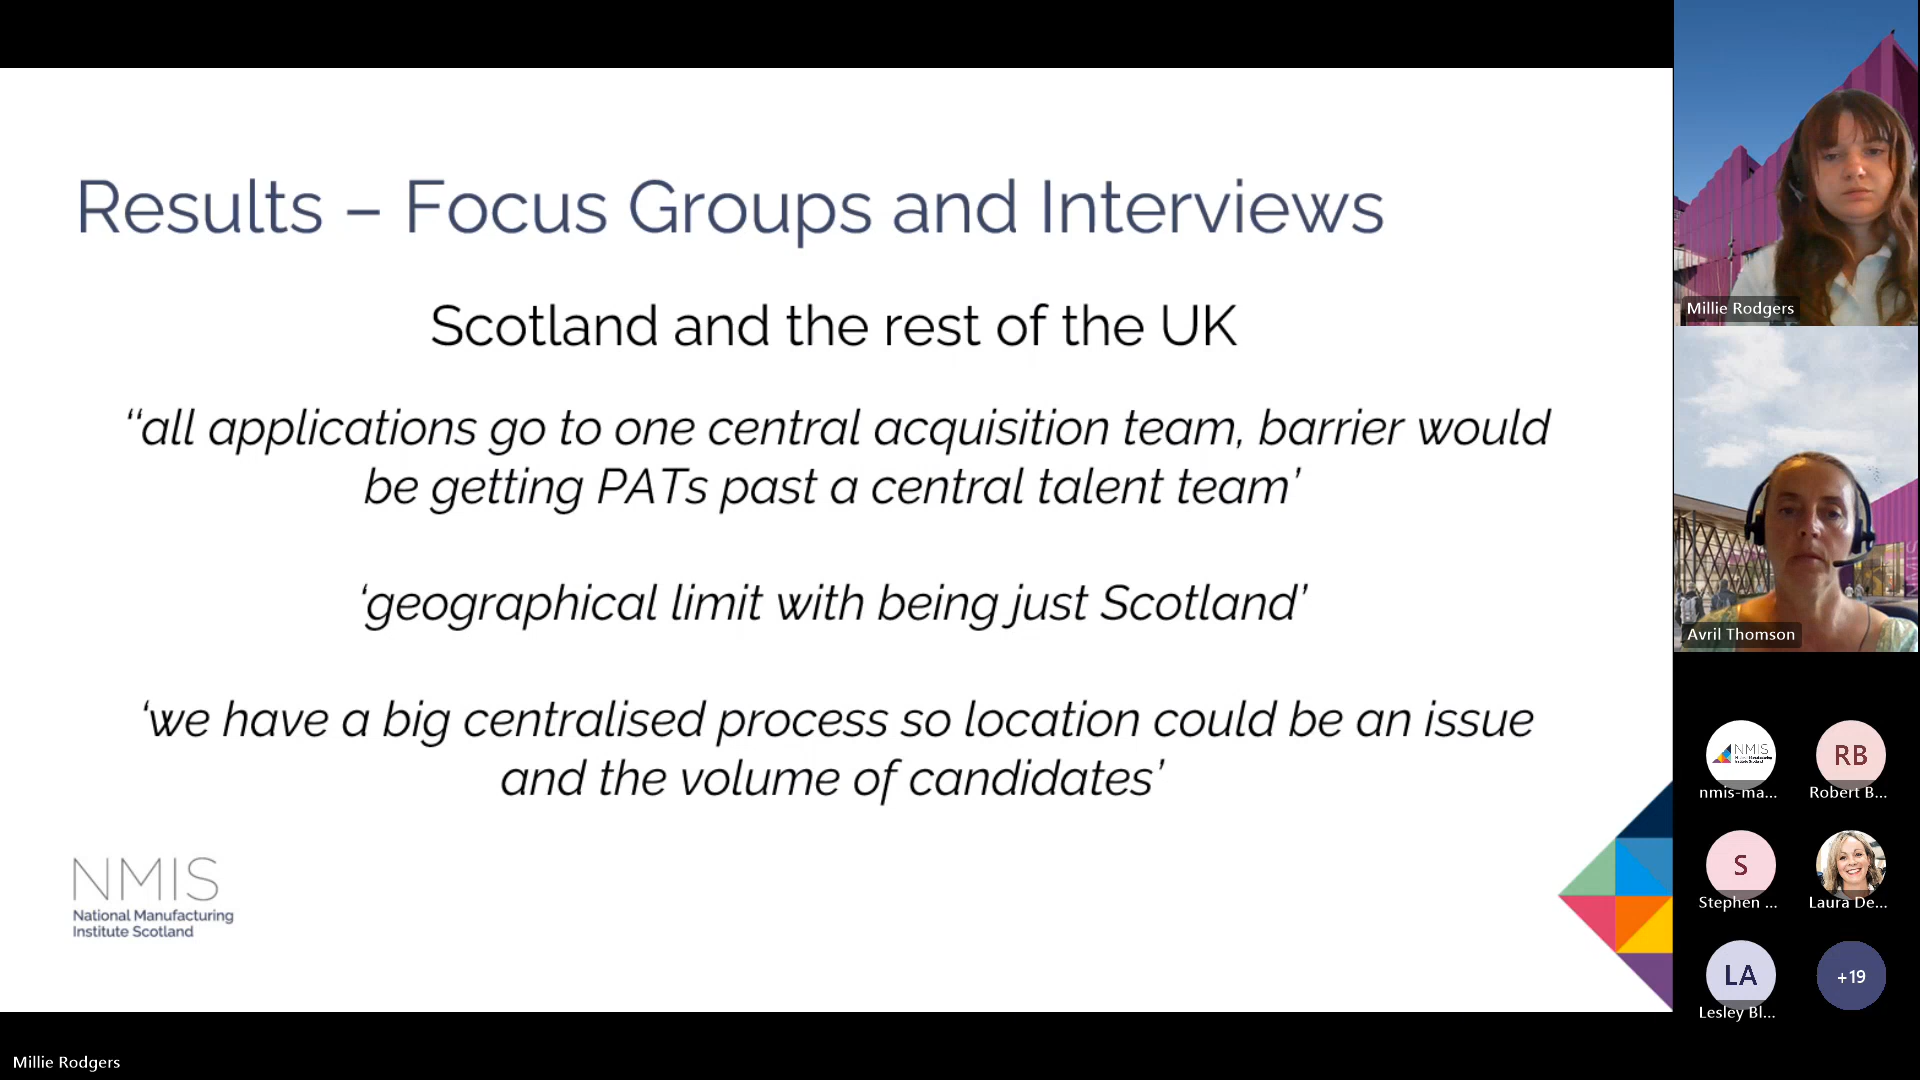 Results – Focus Groups and Interviews
Scotland and the rest of the UK
‘‘all applications go to one central acquisition team, barrier would
be getting PATs past a central talent team’
‘geographical limit with being just Scotland’
‘we have a big centralised process so location could be an issue
and the volume of candidates’
NMIS
National Manufacturing
Institute Scotland
Millie Rodgers
Avril Thomson
NMIS
nmis-ma...
RB
Robert B...
S
Stephen ...
Laura De...
LA
Lesley Bl...
+19
Millie Rodgers